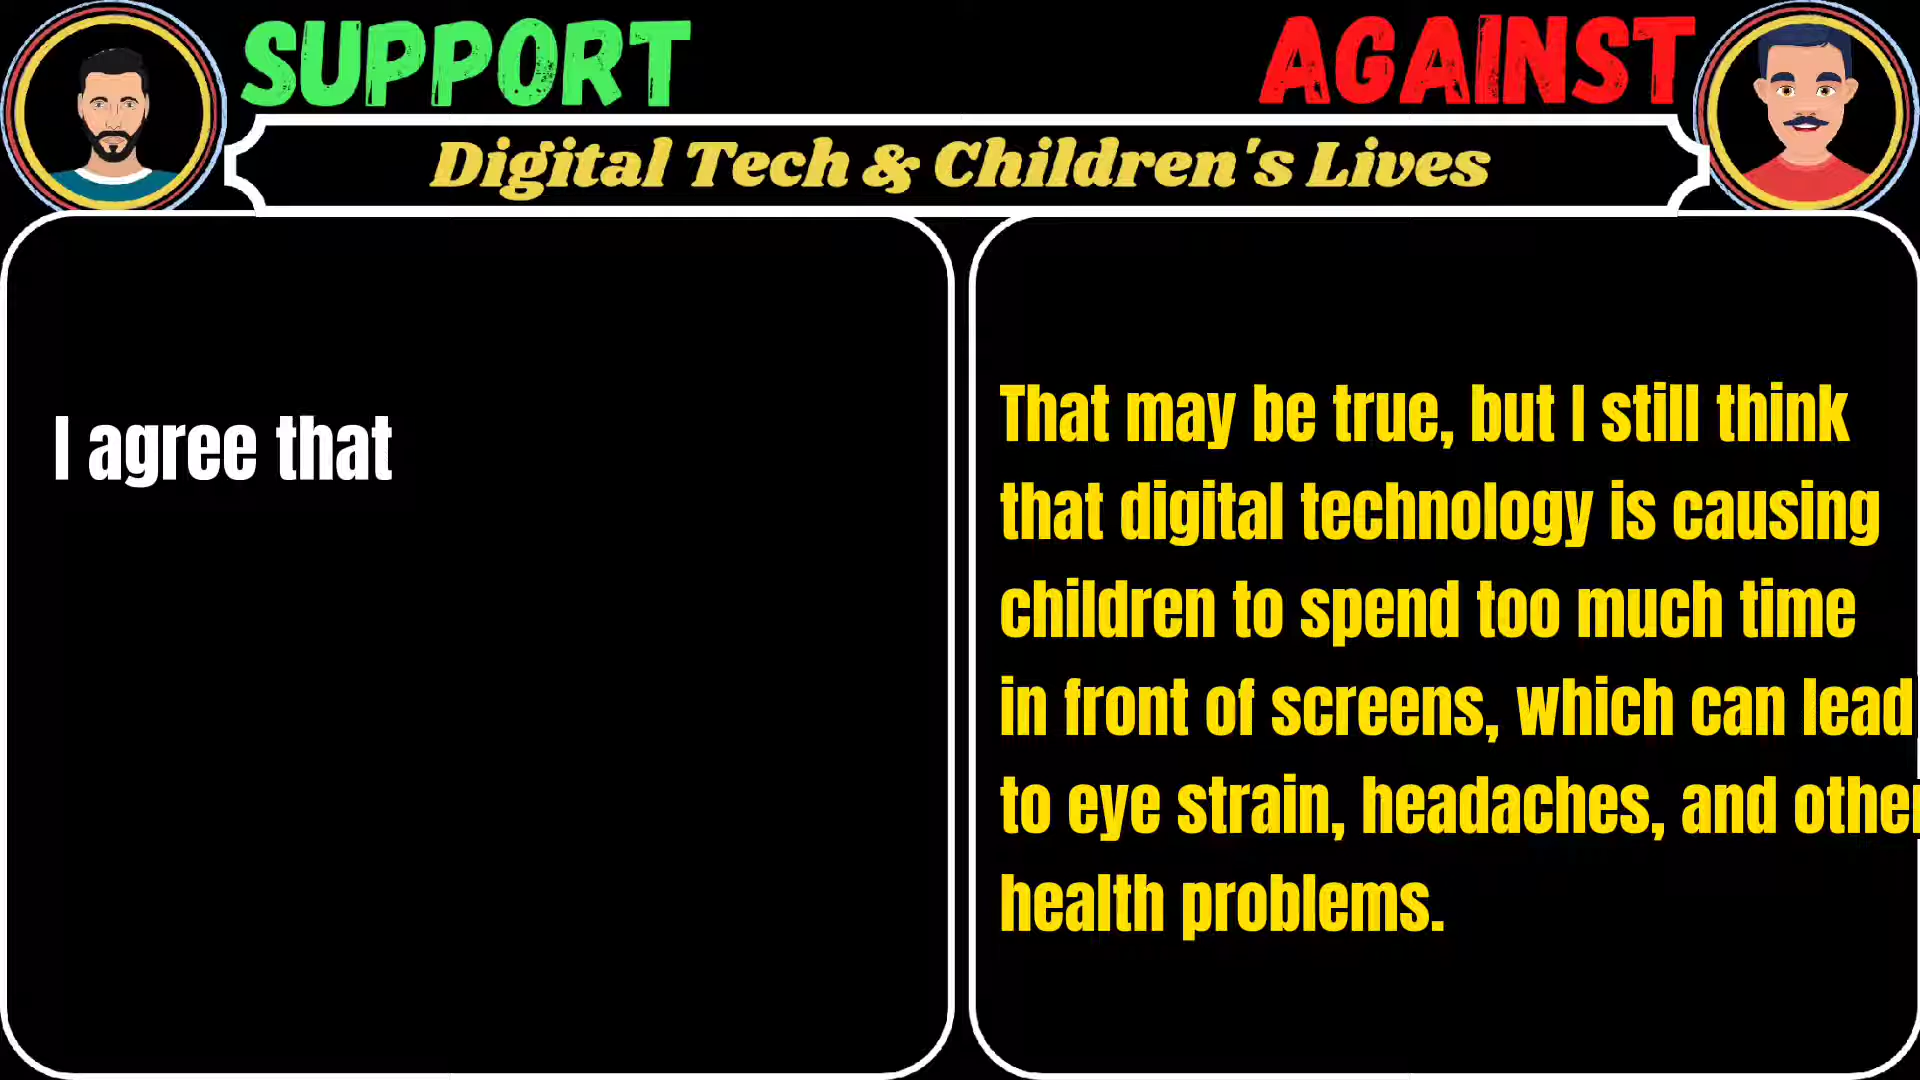 SUPPORT
AGAINST
Digital Tech & Children's Lives
I agree that
That may be true, but I still think
that digital technology is causing
children to spend too much time
in front of screens, which can lead
to eye strain, headaches, and other
health problems.